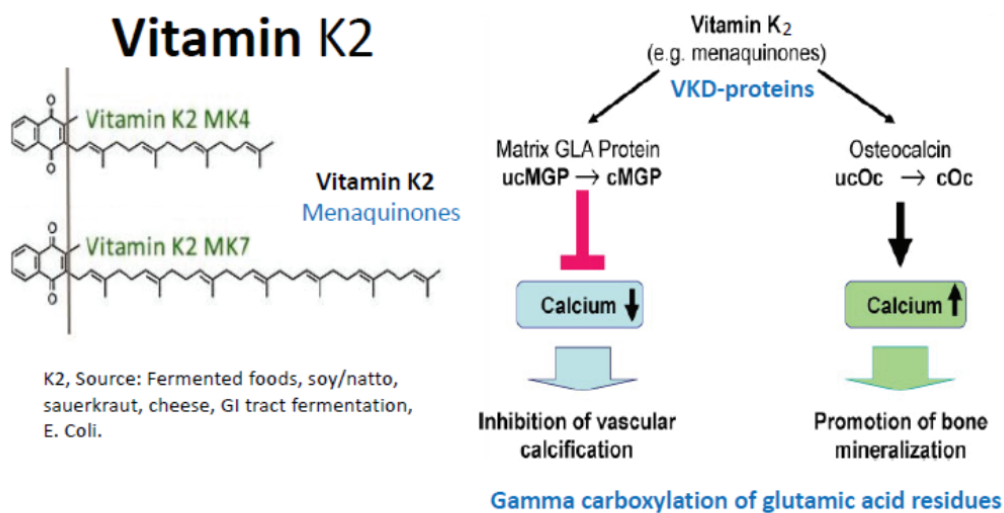 Vitamin K2
Vitamin K2 MK4
Vitamin K2
Menaquinones
Vitamin K2 MK7
K2, Source: Fermented foods, soy/natto,
sauerkraut, cheese, GI tract fermentation,
E. Coli.
Vitamin K₂
(e.g. menaquinones)
VKD-proteins
Matrix GLA Protein
ucMGP → cMGP
Osteocalcin
ucOc → cOc
Calcium ↓
Calcium ↑
Inhibition of vascular
calcification
Promotion of bone
mineralization
Gamma carboxylation of glutamic acid residues
O
O
O
O